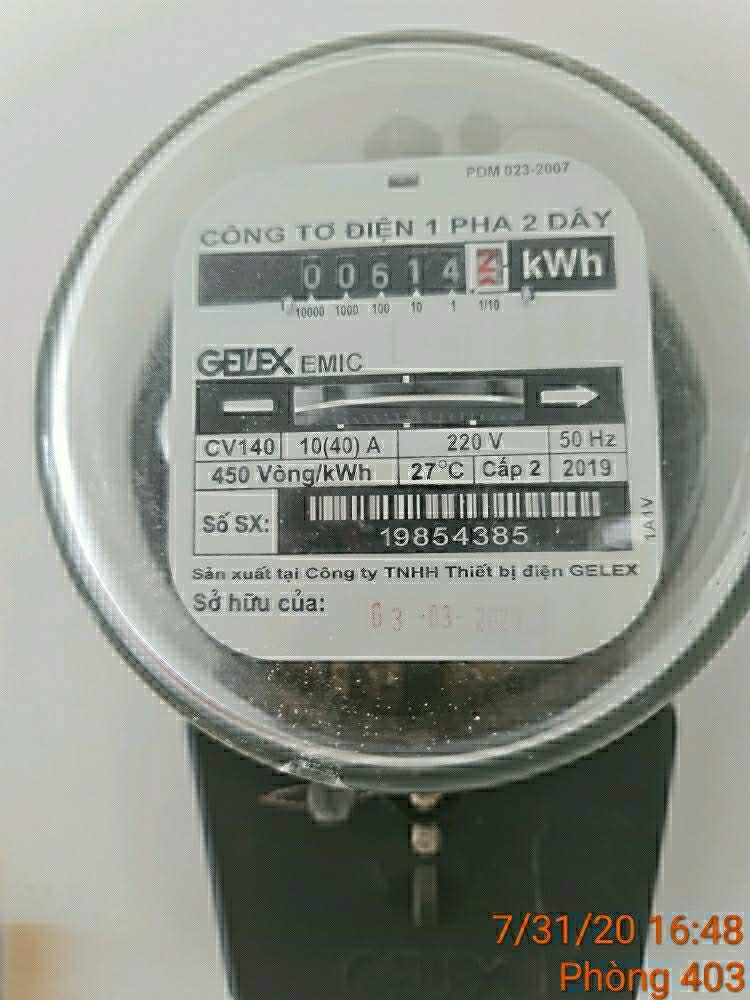 PDM 023-2007
CÔNG TƠ ĐIỆN 1 PHA 2 DÂY
0 0 6 1 4 kWh
10000 1000 100 10 1 1/10
GELEX EMIC
CV140 10(40) A 220 V 50 Hz
450 Vòng/kWh 27°C Cấp 2 2019
Số SX: 19854385
1A1V
Sản xuất tại Công ty TNHH Thiết bị điện GELEX
Sở hữu của: 03 -03- 2020
7/31/20 16:48
Phòng 403